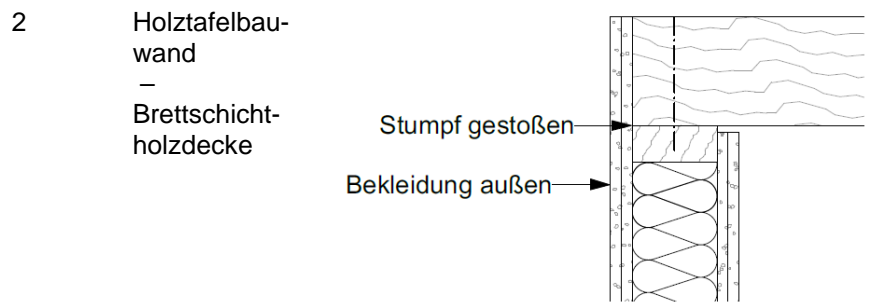 2
Holztafelbau-
wand
–
Brettschicht-
holzdecke
Stumpf gestoßen
Bekleidung außen